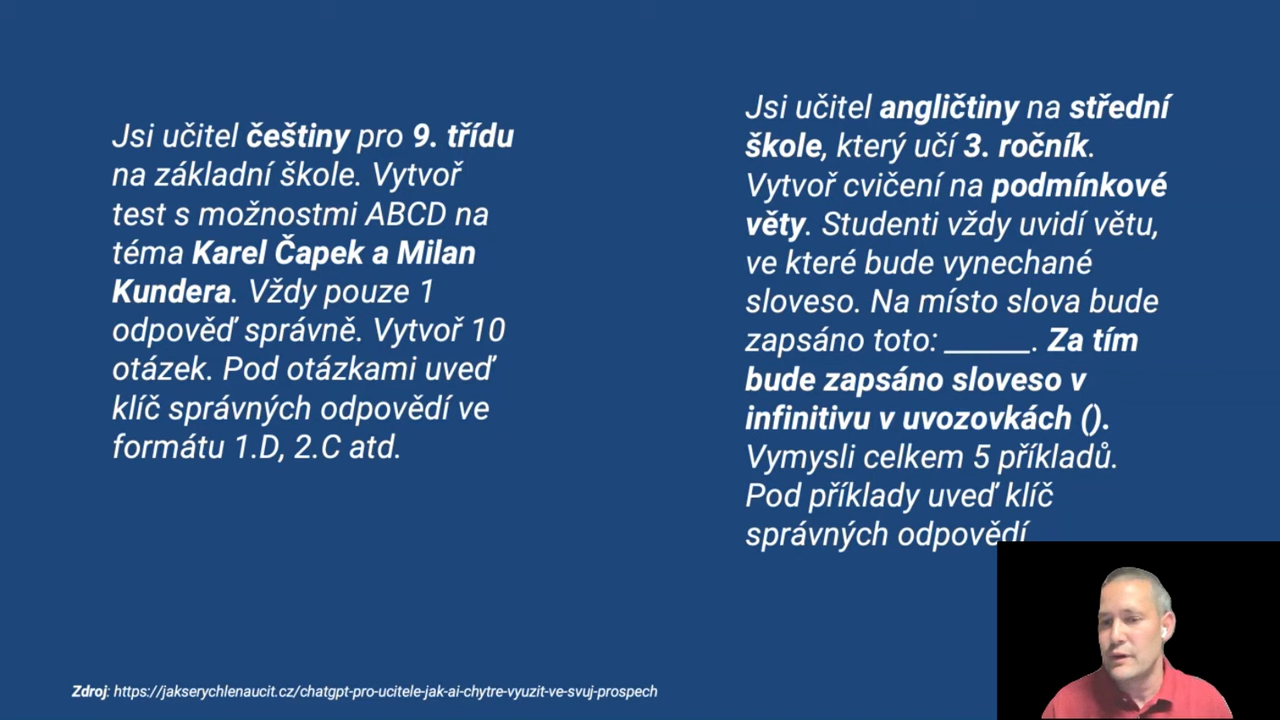 Jsi učitel češtiny pro 9. třídu
na základní škole. Vytvoř
test s možnostmi ABCD na
téma Karel Čapek a Milan
Kundera. Vždy pouze 1
odpověď správně. Vytvoř 10
otázek. Pod otázkami uveď
klíč správných odpovědí ve
formátu 1.D, 2.C atd.
Jsi učitel angličtiny na střední
škole, který učí 3. ročník.
Vytvoř cvičení na podmínkové
věty. Studenti vždy uvidí větu,
ve které bude vynechané
sloveso. Na místo slova bude
zapsáno toto: ______. Za tím
bude zapsáno sloveso v
infinitivu v uvozovkách ().
Vymysli celkem 5 příkladů.
Pod příklady uveď klíč
správných odpovědí
Zdroj: https://jakserychlenaucit.cz/chatgpt-pro-ucitele-jak-ai-chytre-vyuzit-ve-svuj-prospech